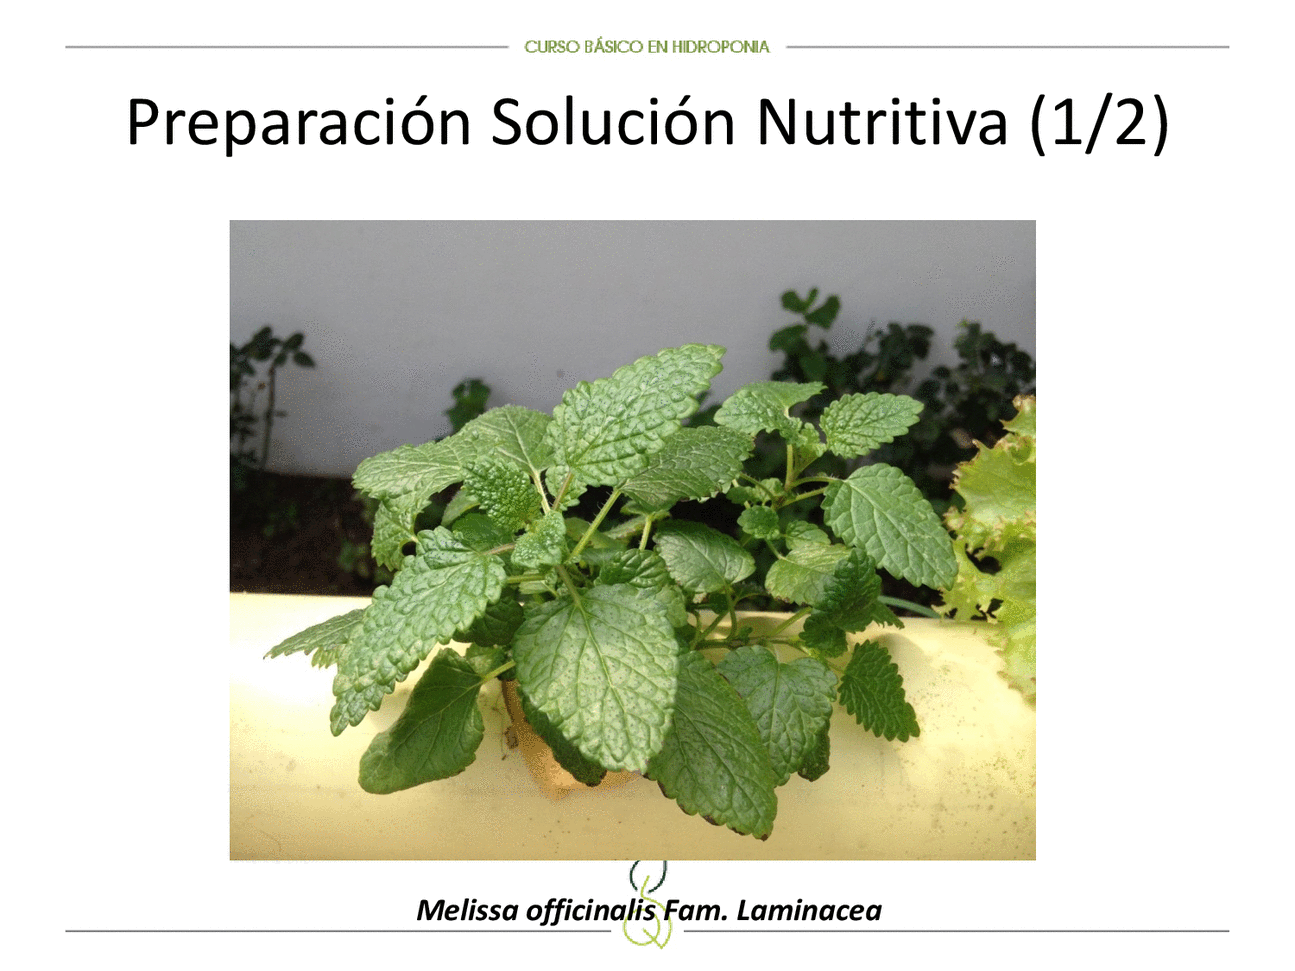 CURSO BÁSICO EN HIDROPONIA
Preparación Solución Nutritiva (1/2)
Melissa officinalis Fam. Laminacea